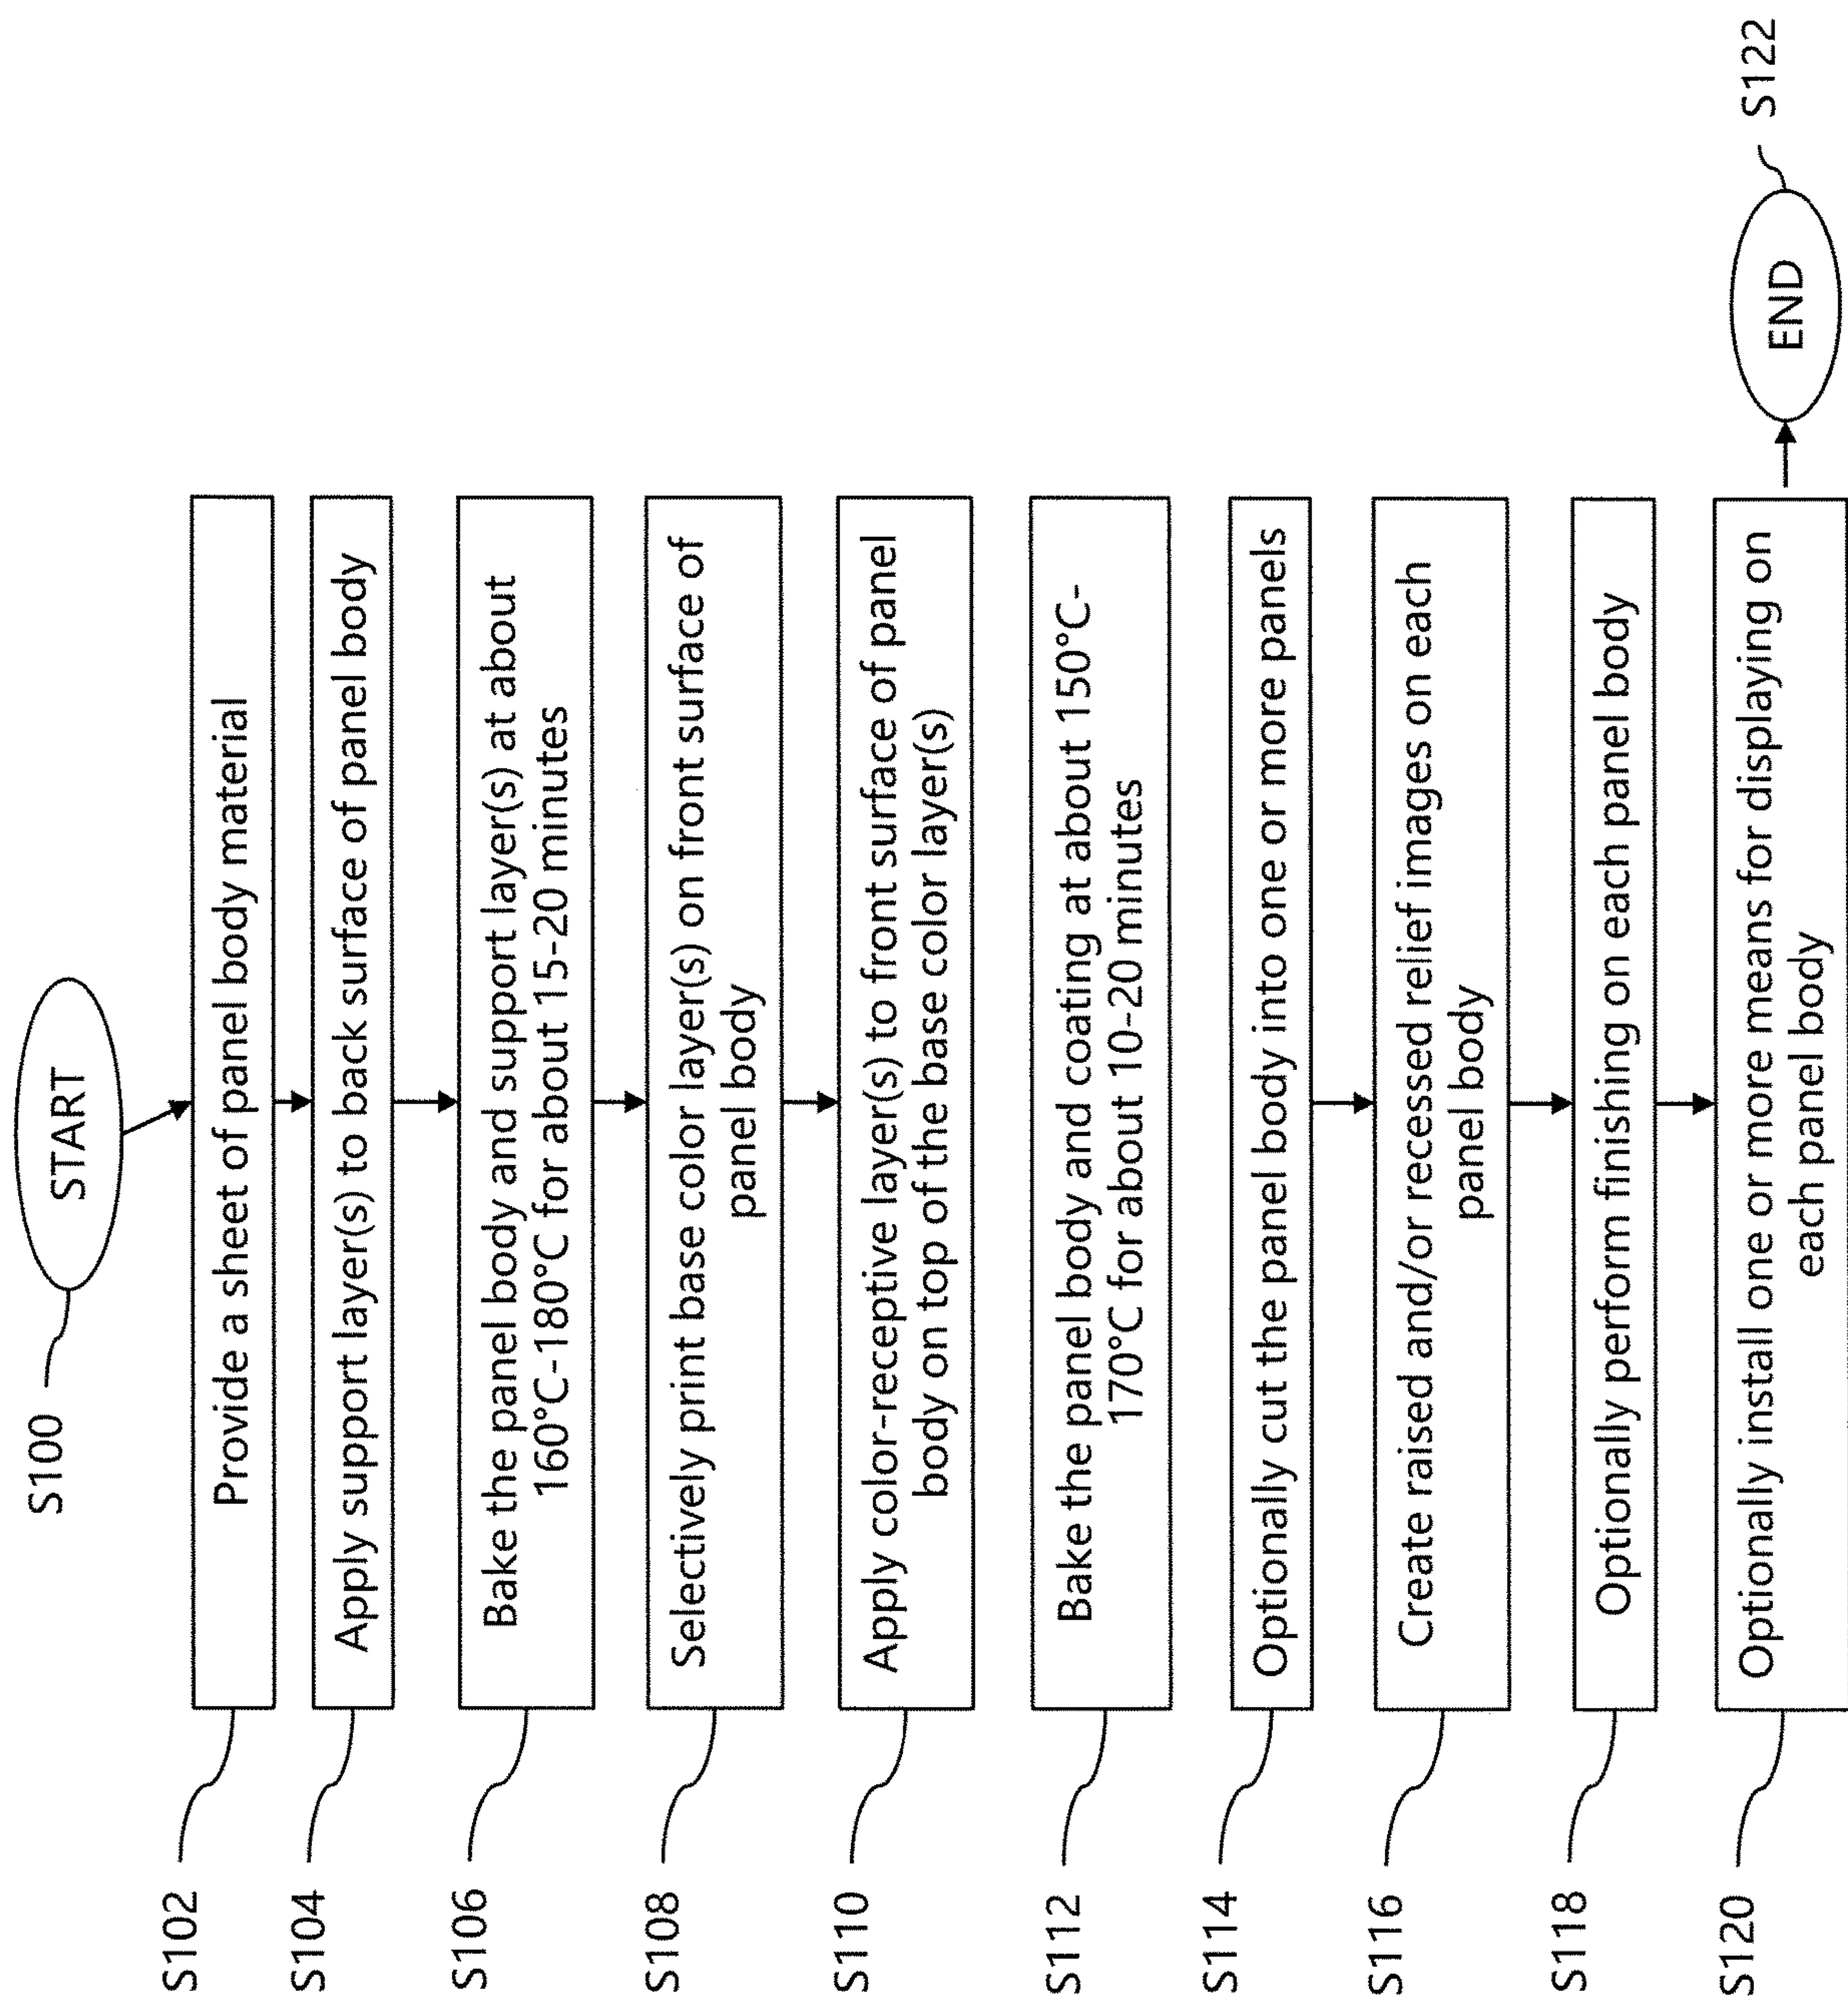 S100
START
S102
Provide a sheet of panel body material
S104
Apply support layer(s) to back surface of panel body
S106
Bake the panel body and support layer(s) at about
160°C-180°C for about 15-20 minutes
S108
Selectively print base color layer(s) on front surface of
panel body
S110
Apply color-receptive layer(s) to front surface of panel
body on top of the base color layer(s)
S112
Bake the panel body and coating at about 150°C-
170°C for about 10-20 minutes
S114
Optionally cut the panel body into one or more panels
S116
Create raised and/or recessed relief images on each
panel body
S118
Optionally perform finishing on each panel body
S120
Optionally install one or more means for displaying on
each panel body
END
S122